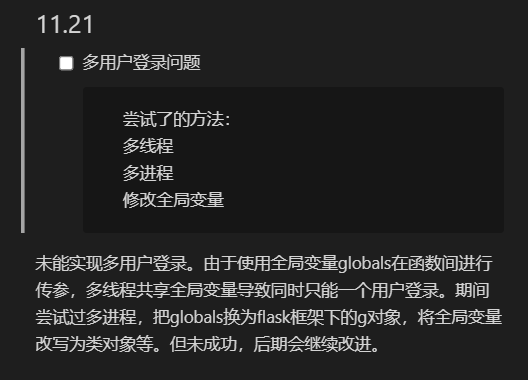 11.21
多用户登录问题
尝试了的方法：
多线程
多进程
修改全局变量
未能实现多用户登录。由于使用全局变量globals在函数间进行
传参，多线程共享全局变量导致同时只能一个用户登录。期间
尝试过多进程，把globals换为flask框架下的g对象，将全局变量
改写为类对象等。但未成功，后期会继续改进。